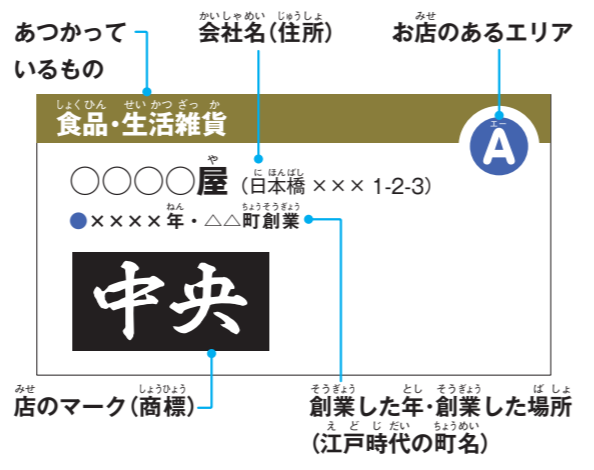 あつかって
いるもの
会社名(住所)
お店のあるエリア
食品・生活雑貨
A
○○○○屋（日本橋 ××× 1-2-3）
●××××年・△△町創業
中央
店のマーク(商標)
創業した年・創業した場所
(江戸時代の町名)